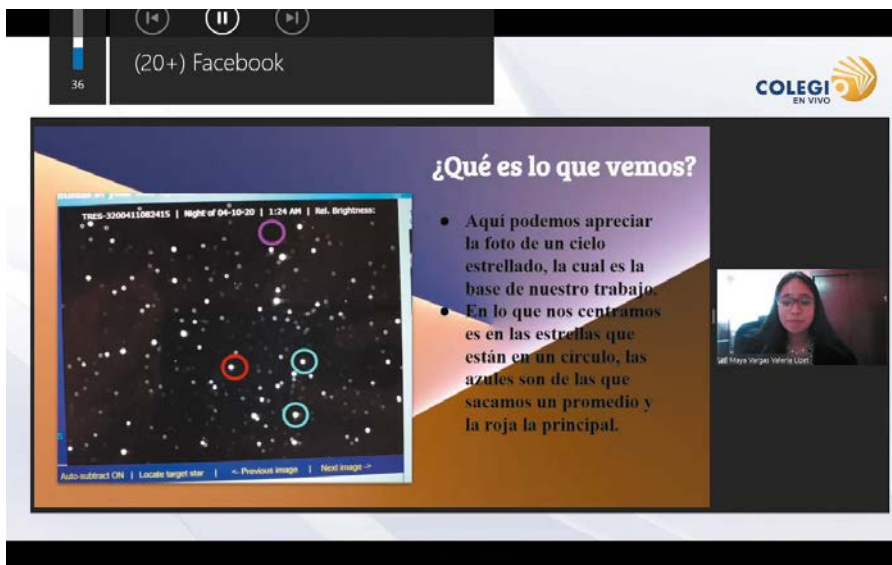 (20+) Facebook
36
COLEGIO
EN VIVO
¿Qué es lo que vemos?
TRES-3200411082415 | Night of 04-10-20 | 1:24 AM | Rel. Brightness:
Auto-subtract ON | Locate target star | <- Previous image | Next image ->
● Aquí podemos apreciar
la foto de un cielo
estrellado, la cual es la
base de nuestro trabajo.
● En lo que nos centramos
es en las estrellas que
están en un circulo, las
azules son de las que
sacamos un promedio y
la roja la principal.
Maya Vargas Valeria Lizet